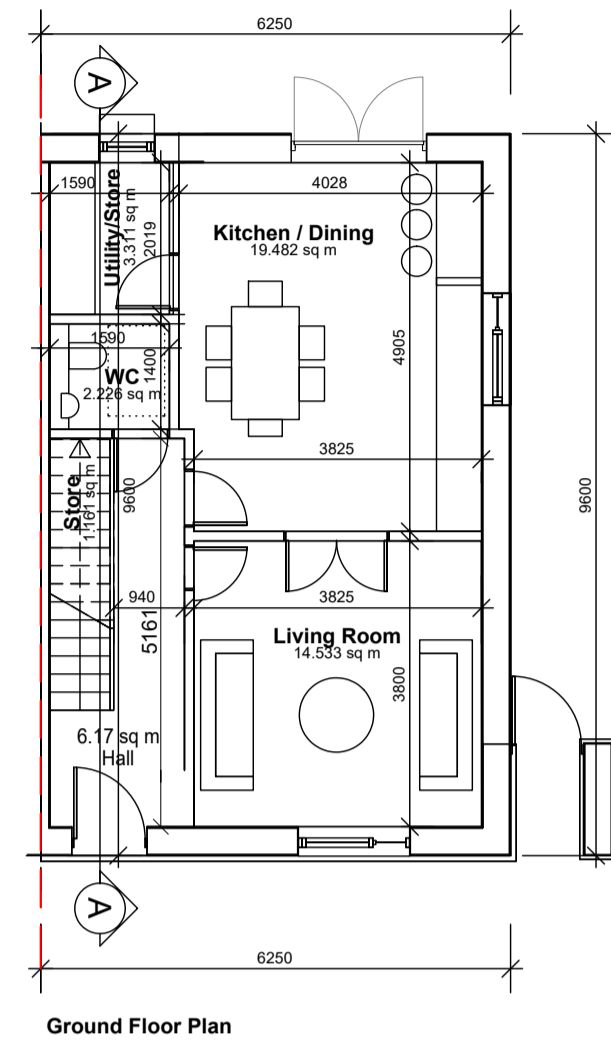 6250
A
1590
4028
Utility/Store
3.311 sq m
2019
Kitchen / Dining
19.482 sq m
1590
1400
WC
2.226 sq m
4905
9600
3825
Store
1.161 sq m
9600
940
3825
5161
Living Room
14.533 sq m
3800
6.17 sq m
Hall
A
6250
Ground Floor Plan